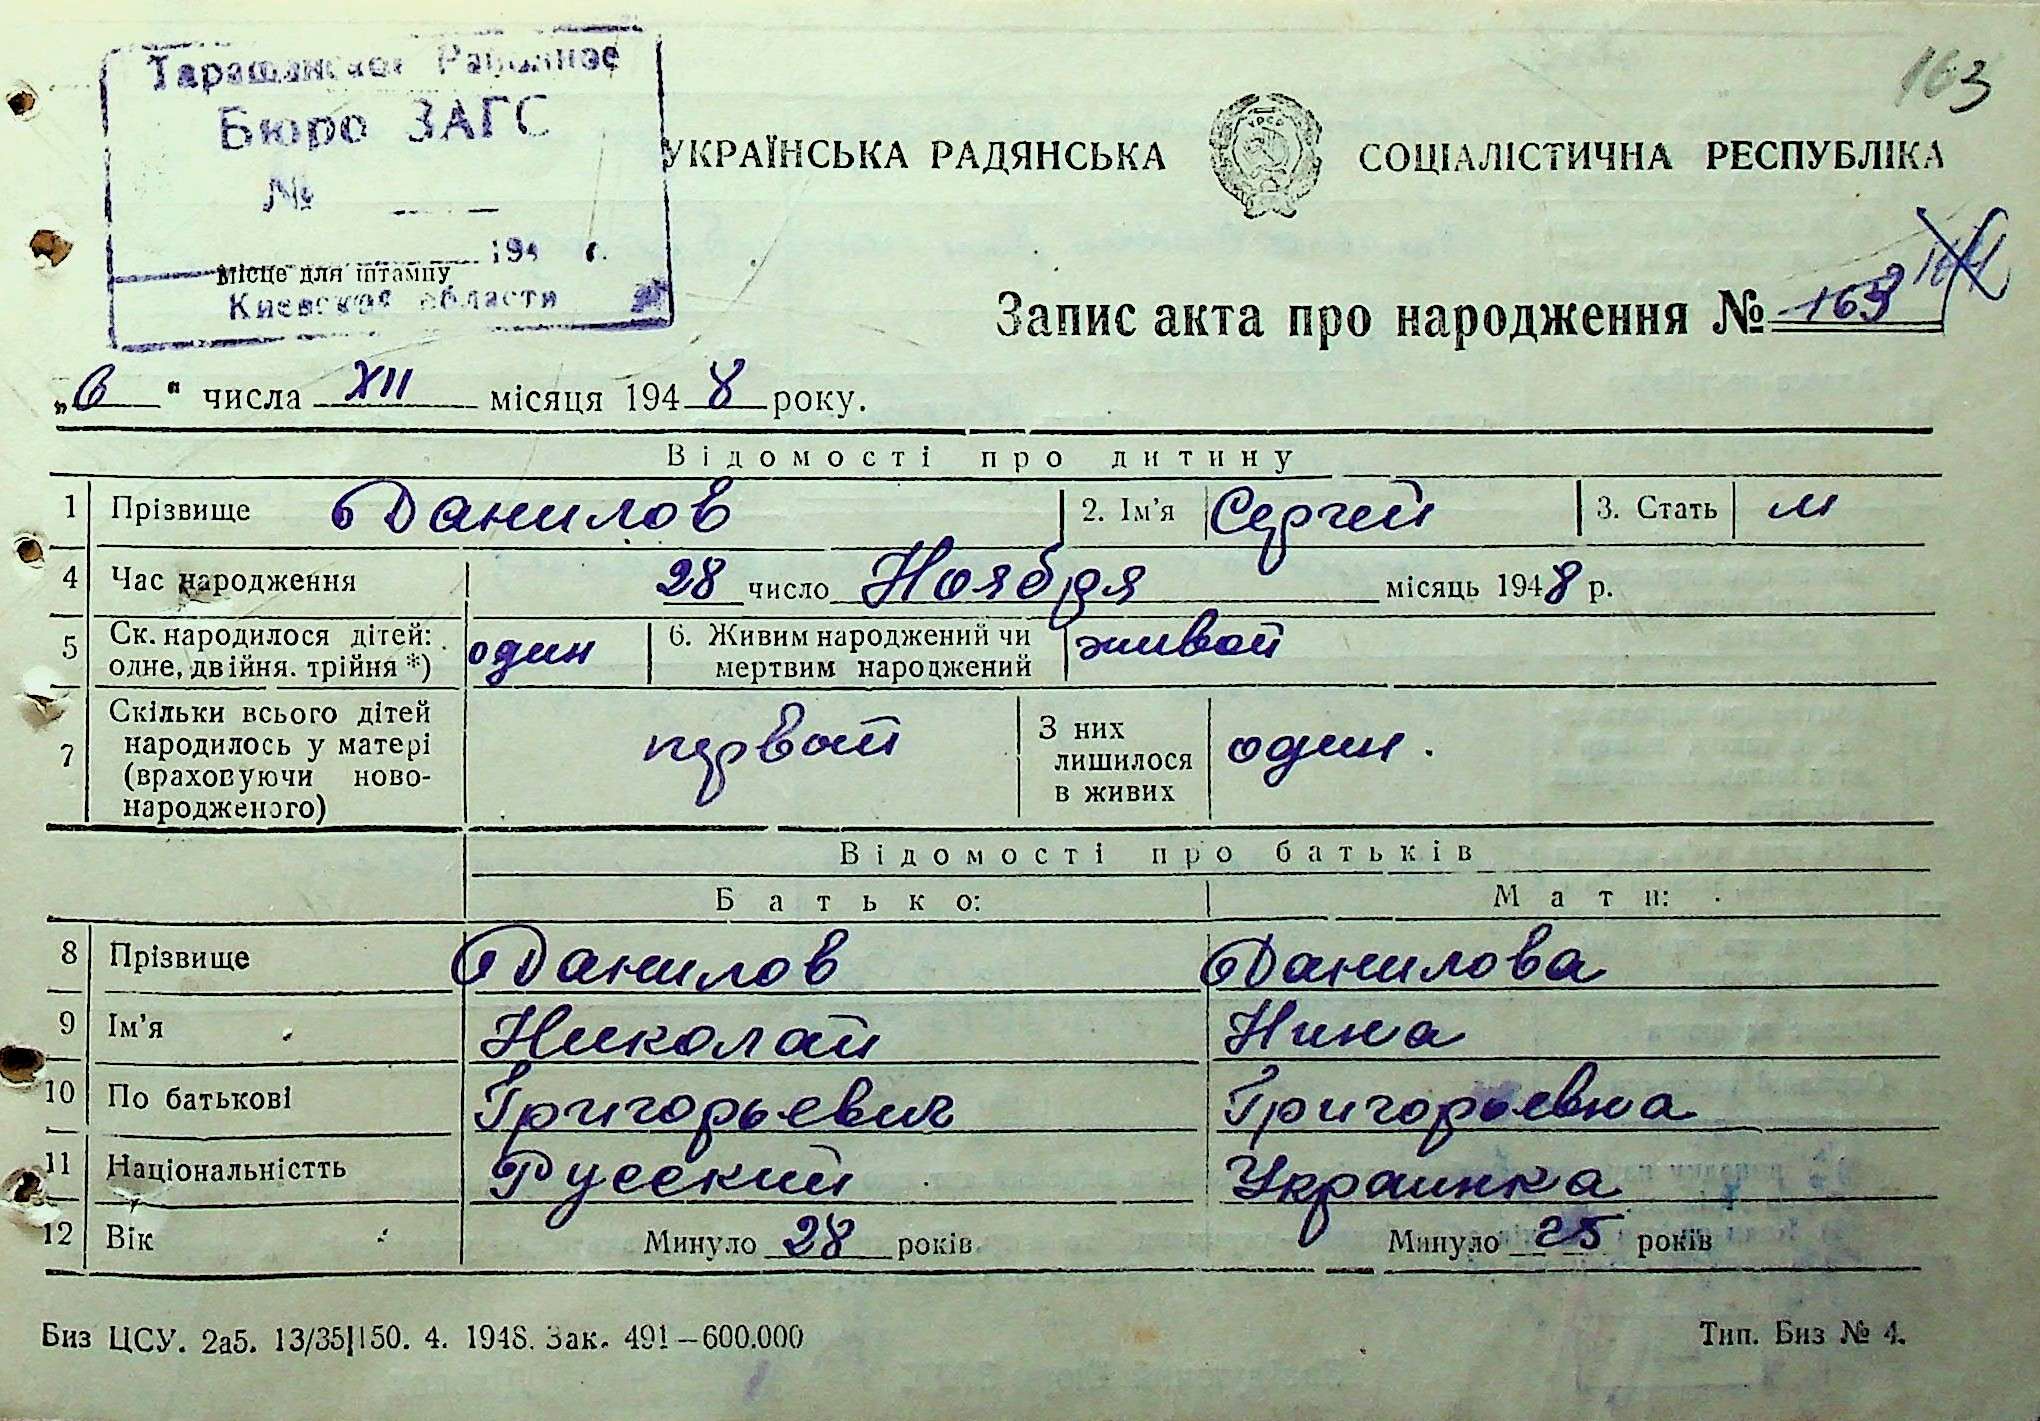 163
Таращанское Районное
Бюро ЗАГС
№
194 г.
Місце для штампу
Киевской области
УКРАЇНСЬКА РАДЯНСЬКА СОЦІАЛІСТИЧНА РЕСПУБЛІКА
УРСР
Запис акта про народження № 163
„6“ числа XII місяця 1948 року.
Відомості про дитину
1 Прізвище Данилов 2. Ім'я Сергей 3. Стать м
4 Час народження 28 число Ноября місяць 1948 р.
5 Ск. народилося дітей: одне, двійня. трійня *) один 6. Живим народжений чи мертвим народжений живой
7 Скільки всього дітей народилось у матері (враховуючи новонародженого) первой З них лишилося в живих один.
Відомості про батьків
Батько: Мати:
8 Прізвище Данилов Данилова
9 Ім'я Николай Нина
10 По батькові Григорьевич Григорьевна
11 Національністть Русский Украинка
12 Вік Минуло 28 років Минуло 25 років
Биз ЦСУ. 2а5. 13/35|150. 4. 1948. Зак. 491—600.000 Тип. Биз № 4.